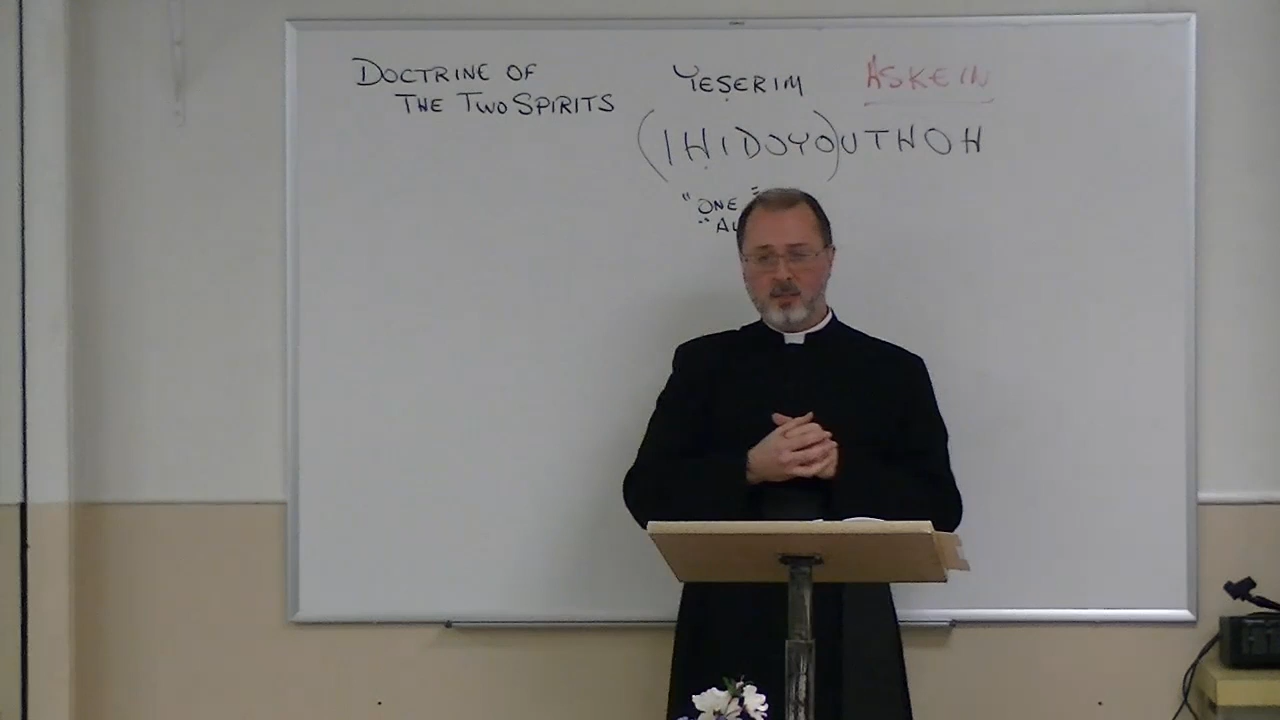 DOCTRINE OF
THE TWO SPIRITS
YESERIM ASKEIN
(IHIDOYO)UTHOH
"ONE"